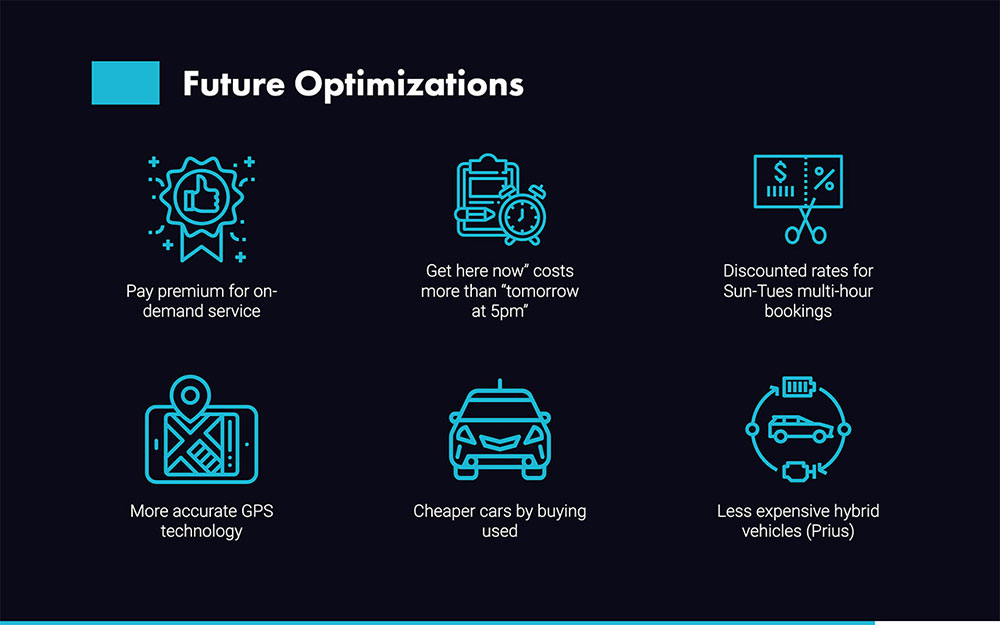 Future Optimizations
Pay premium for on-
demand service
Get here now” costs
more than “tomorrow
at 5pm”
Discounted rates for
Sun-Tues multi-hour
bookings
More accurate GPS
technology
Cheaper cars by buying
used
Less expensive hybrid
vehicles (Prius)